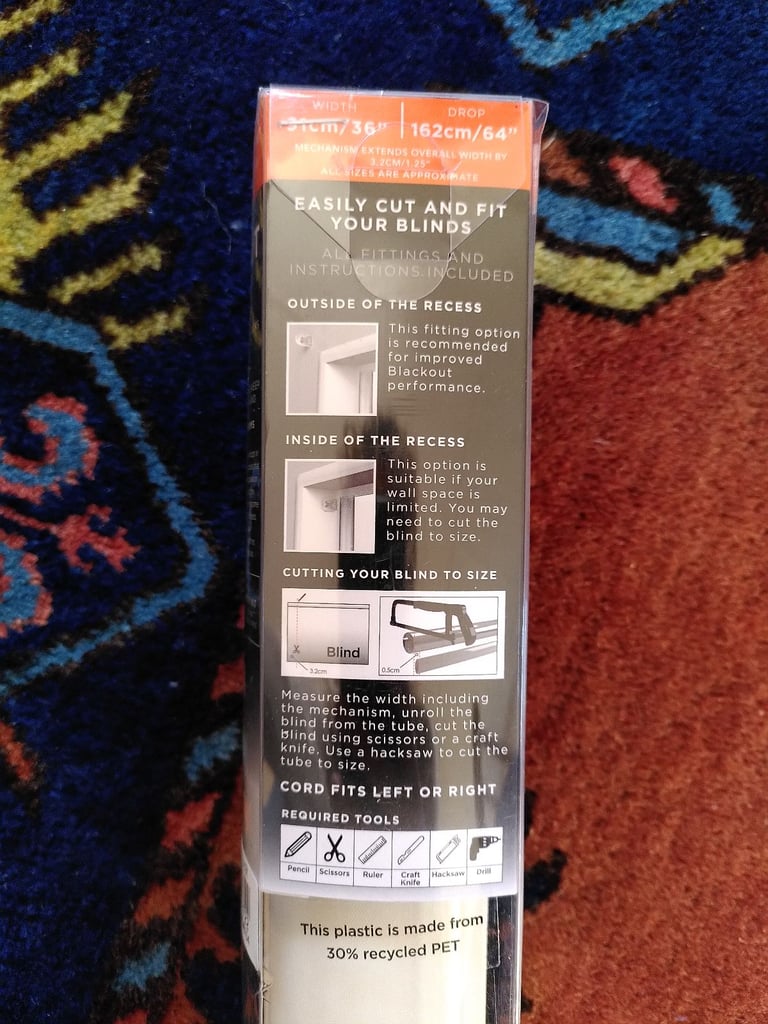 WIDTH
91cm/36"
DROP
162cm/64"
MECHANISM EXTENDS OVERALL WIDTH BY
3.2CM/1.25"
ALL SIZES ARE APPROXIMATE
EASILY CUT AND FIT
YOUR BLINDS
ALL FITTINGS AND
INSTRUCTIONS INCLUDED
OUTSIDE OF THE RECESS
This fitting option
is recommended
for improved
Blackout
performance.
INSIDE OF THE RECESS
This option is
suitable if your
wall space is
limited. You may
need to cut the
blind to size.
CUTTING YOUR BLIND TO SIZE
Blind
3.2cm
0.5cm
Measure the width including
the mechanism, unroll the
blind from the tube, cut the
blind using scissors or a craft
knife. Use a hacksaw to cut the
tube to size.
CORD FITS LEFT OR RIGHT
REQUIRED TOOLS
Pencil
Scissors
Ruler
Craft
Knife
Hacksaw
Drill
This plastic is made from
30% recycled PET